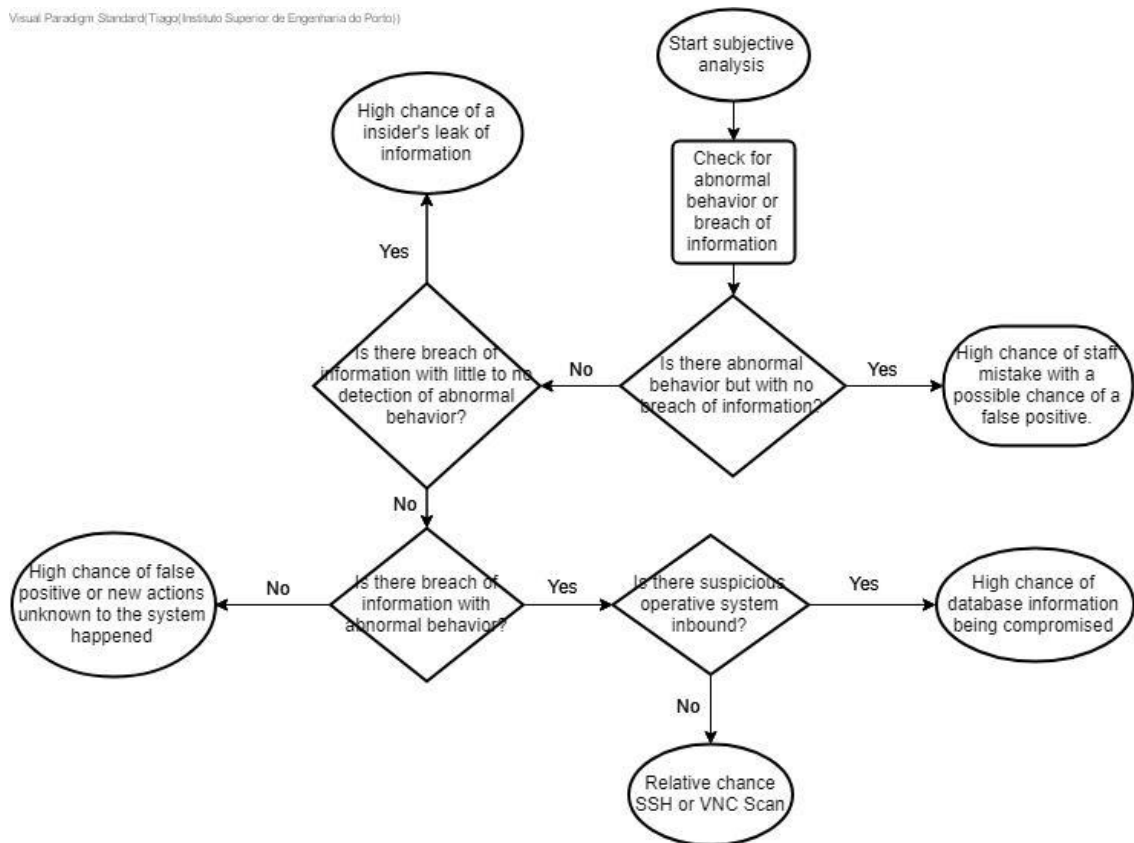 Visual Paradigm Standard(Tiago(Instituto Superior de Engenharia do Porto))
Start subjective
analysis
High chance of a
insider's leak of
information
Check for
abnormal
behavior or
breach of
information
Yes
Is there breach of
information with little to no
detection of abnormal
behavior?
No
Is there abnormal
behavior but with no
breach of information?
Yes
High chance of staff
mistake with a
possible chance of a
false positive.
No
High chance of false
positive or new actions
unknown to the system
happened
No
Is there breach of
information with
abnormal behavior?
Yes
Is there suspicious
operative system
inbound?
Yes
High chance of
database information
being compromised
No
Relative chance
SSH or VNC Scan